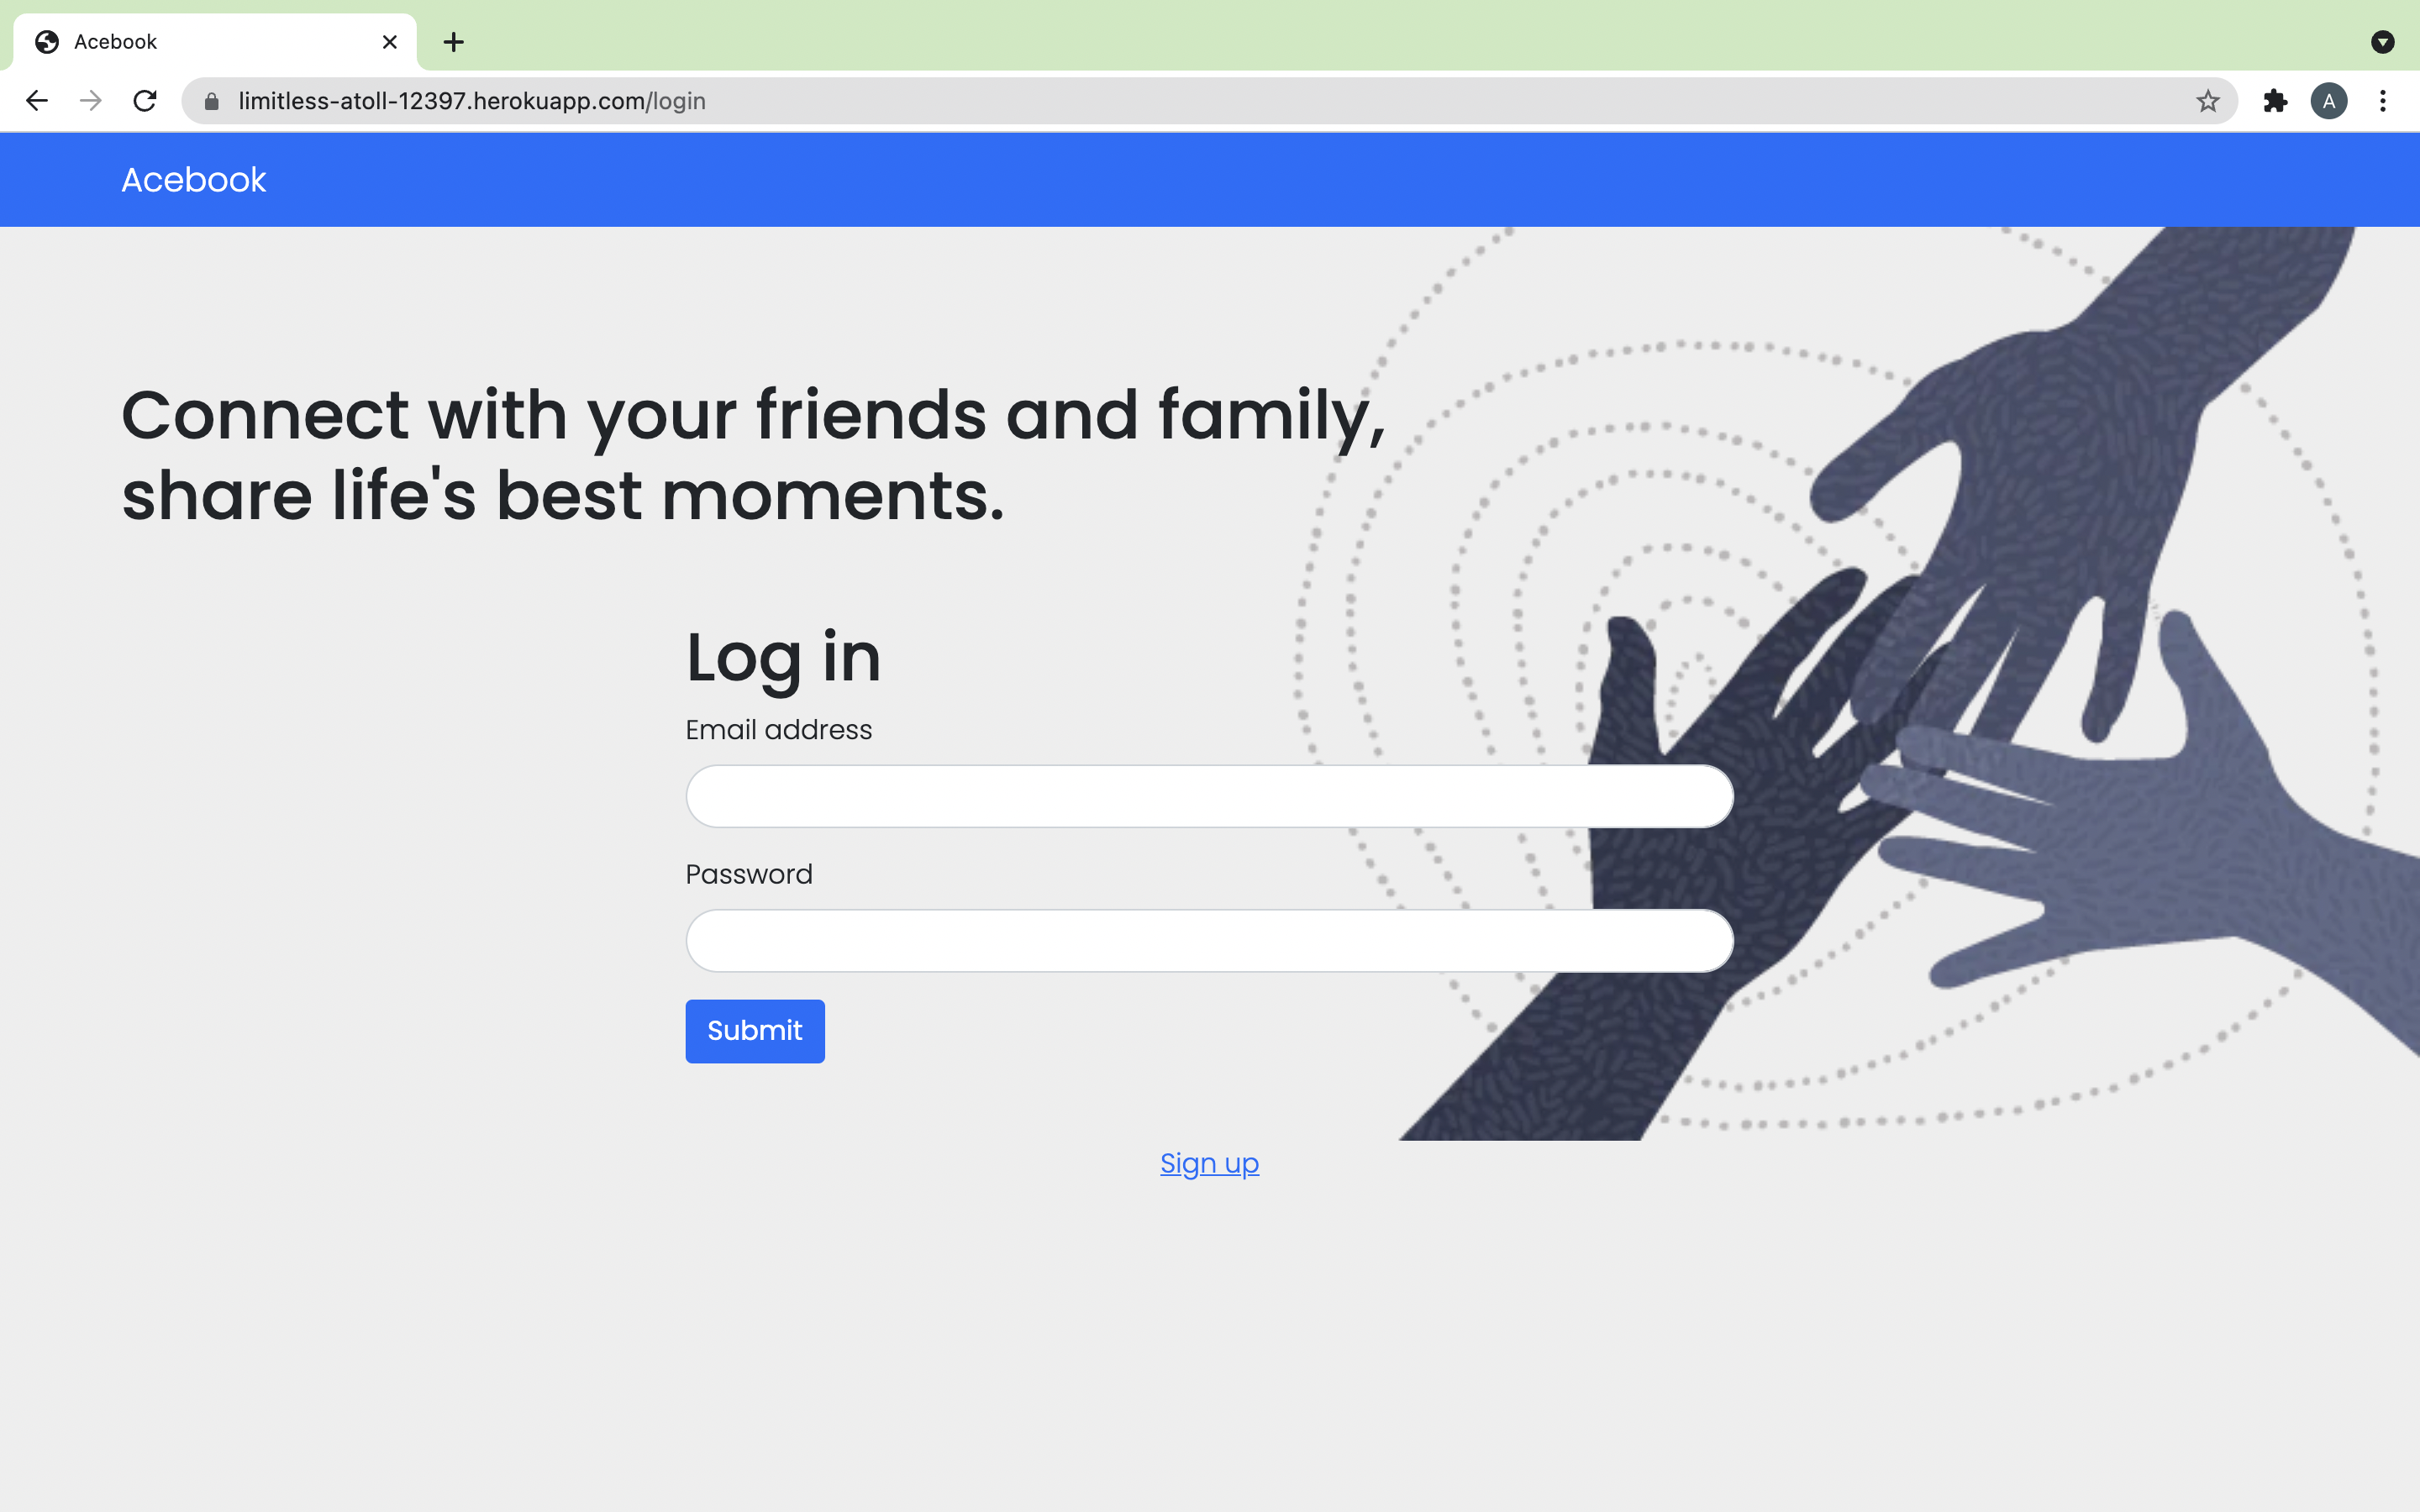 Acebook
limitless-atoll-12397.herokuapp.com/login
A
Acebook
Connect with your friends and family,
share life's best moments.
Log in
Email address
Password
Submit
Sign up